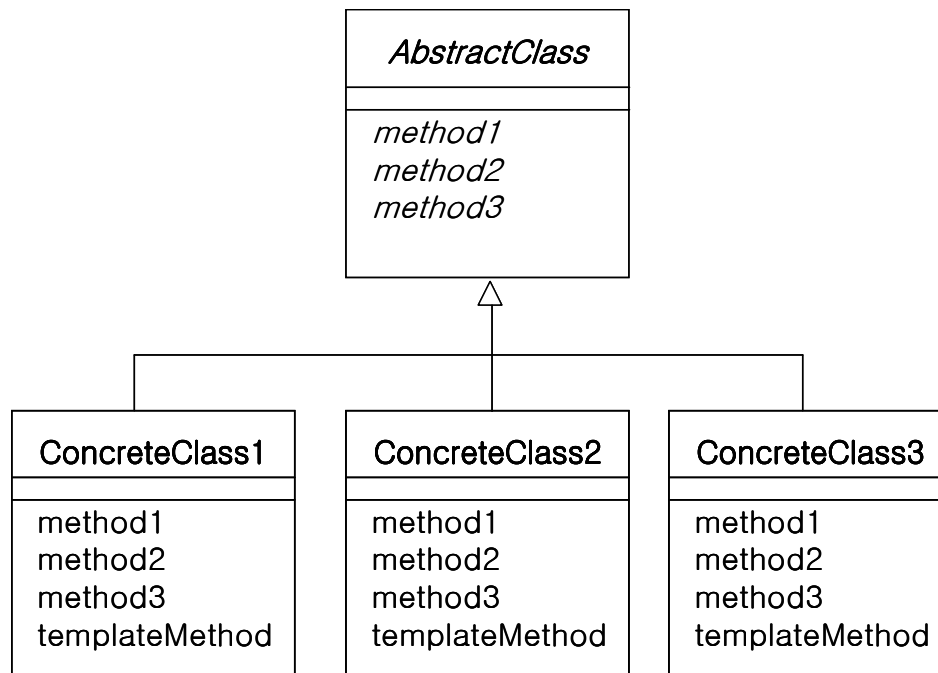 AbstractClass
method1
method2
method3
ConcreteClass1
method1
method2
method3
templateMethod
ConcreteClass2
method1
method2
method3
templateMethod
ConcreteClass3
method1
method2
method3
templateMethod